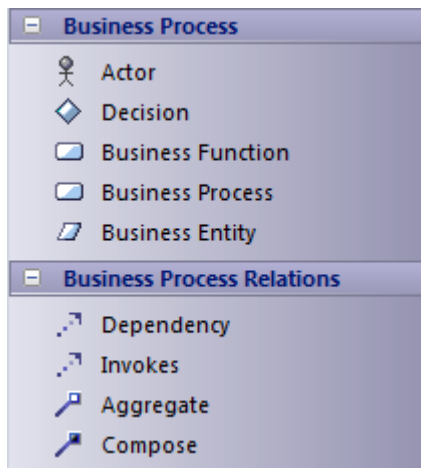 Business Process
Actor
Decision
Business Function
Business Process
Business Entity
Business Process Relations
Dependency
Invokes
Aggregate
Compose